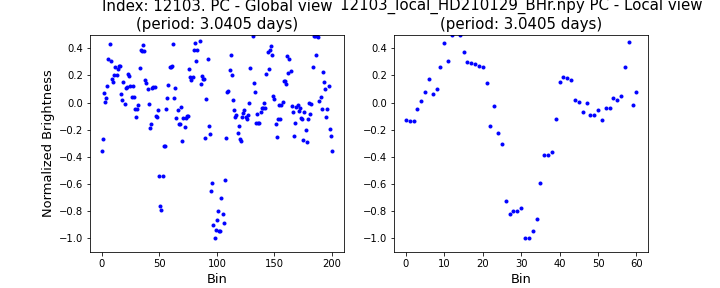 Index: 12103. PC - Global view
(period: 3.0405 days)
12103_local_HD210129_BHr.npy PC - Local view
(period: 3.0405 days)
Normalized Brightness
0.4
0.2
0.0
−0.2
−0.4
−0.6
−0.8
−1.0
0 50 100 150 200
Bin
0.4
0.2
0.0
−0.2
−0.4
−0.6
−0.8
−1.0
0 10 20 30 40 50 60
Bin